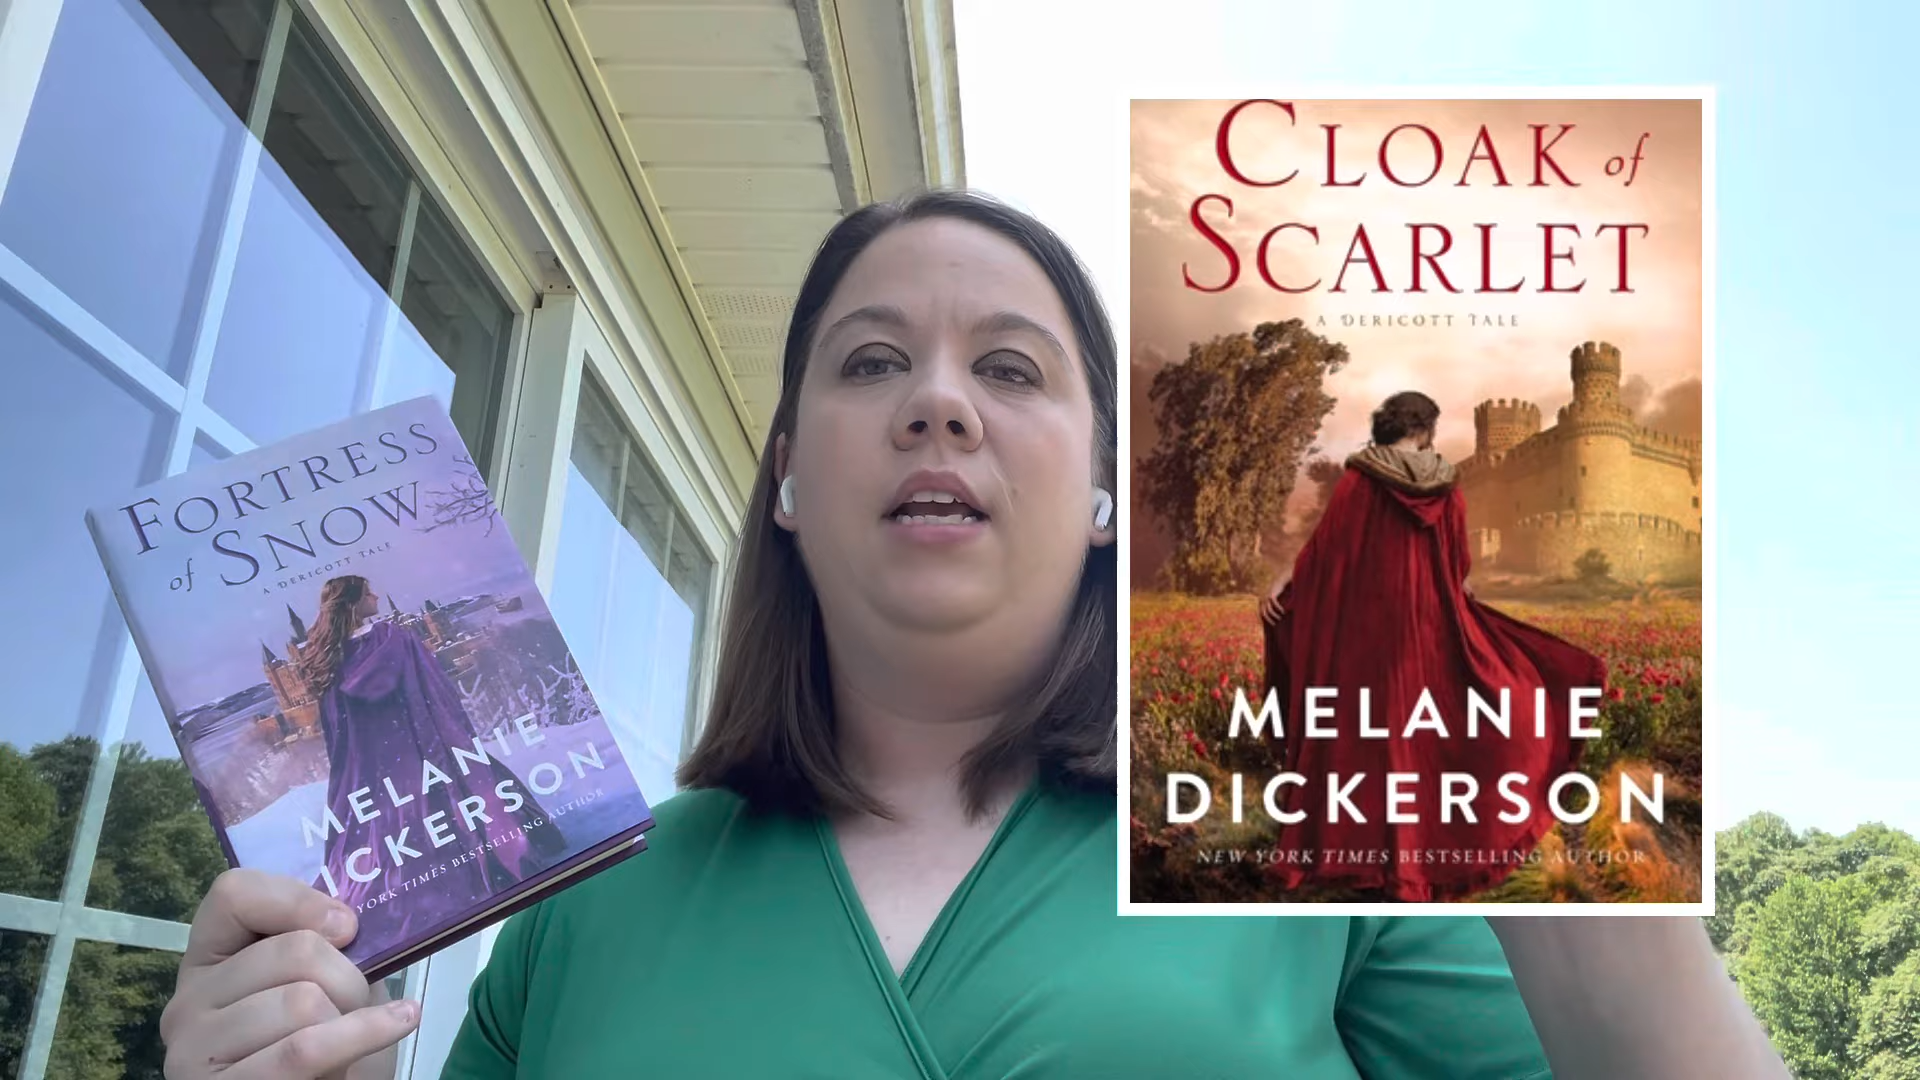 FORTRESS
of SNOW
A DERICOTT TALE
MELANIE
ICKERSON
YORK TIMES BESTSELLING AUTHOR
CLOAK of
SCARLET
A DERICOTT TALE
MELANIE
DICKERSON
NEW YORK TIMES BESTSELLING AUTHOR